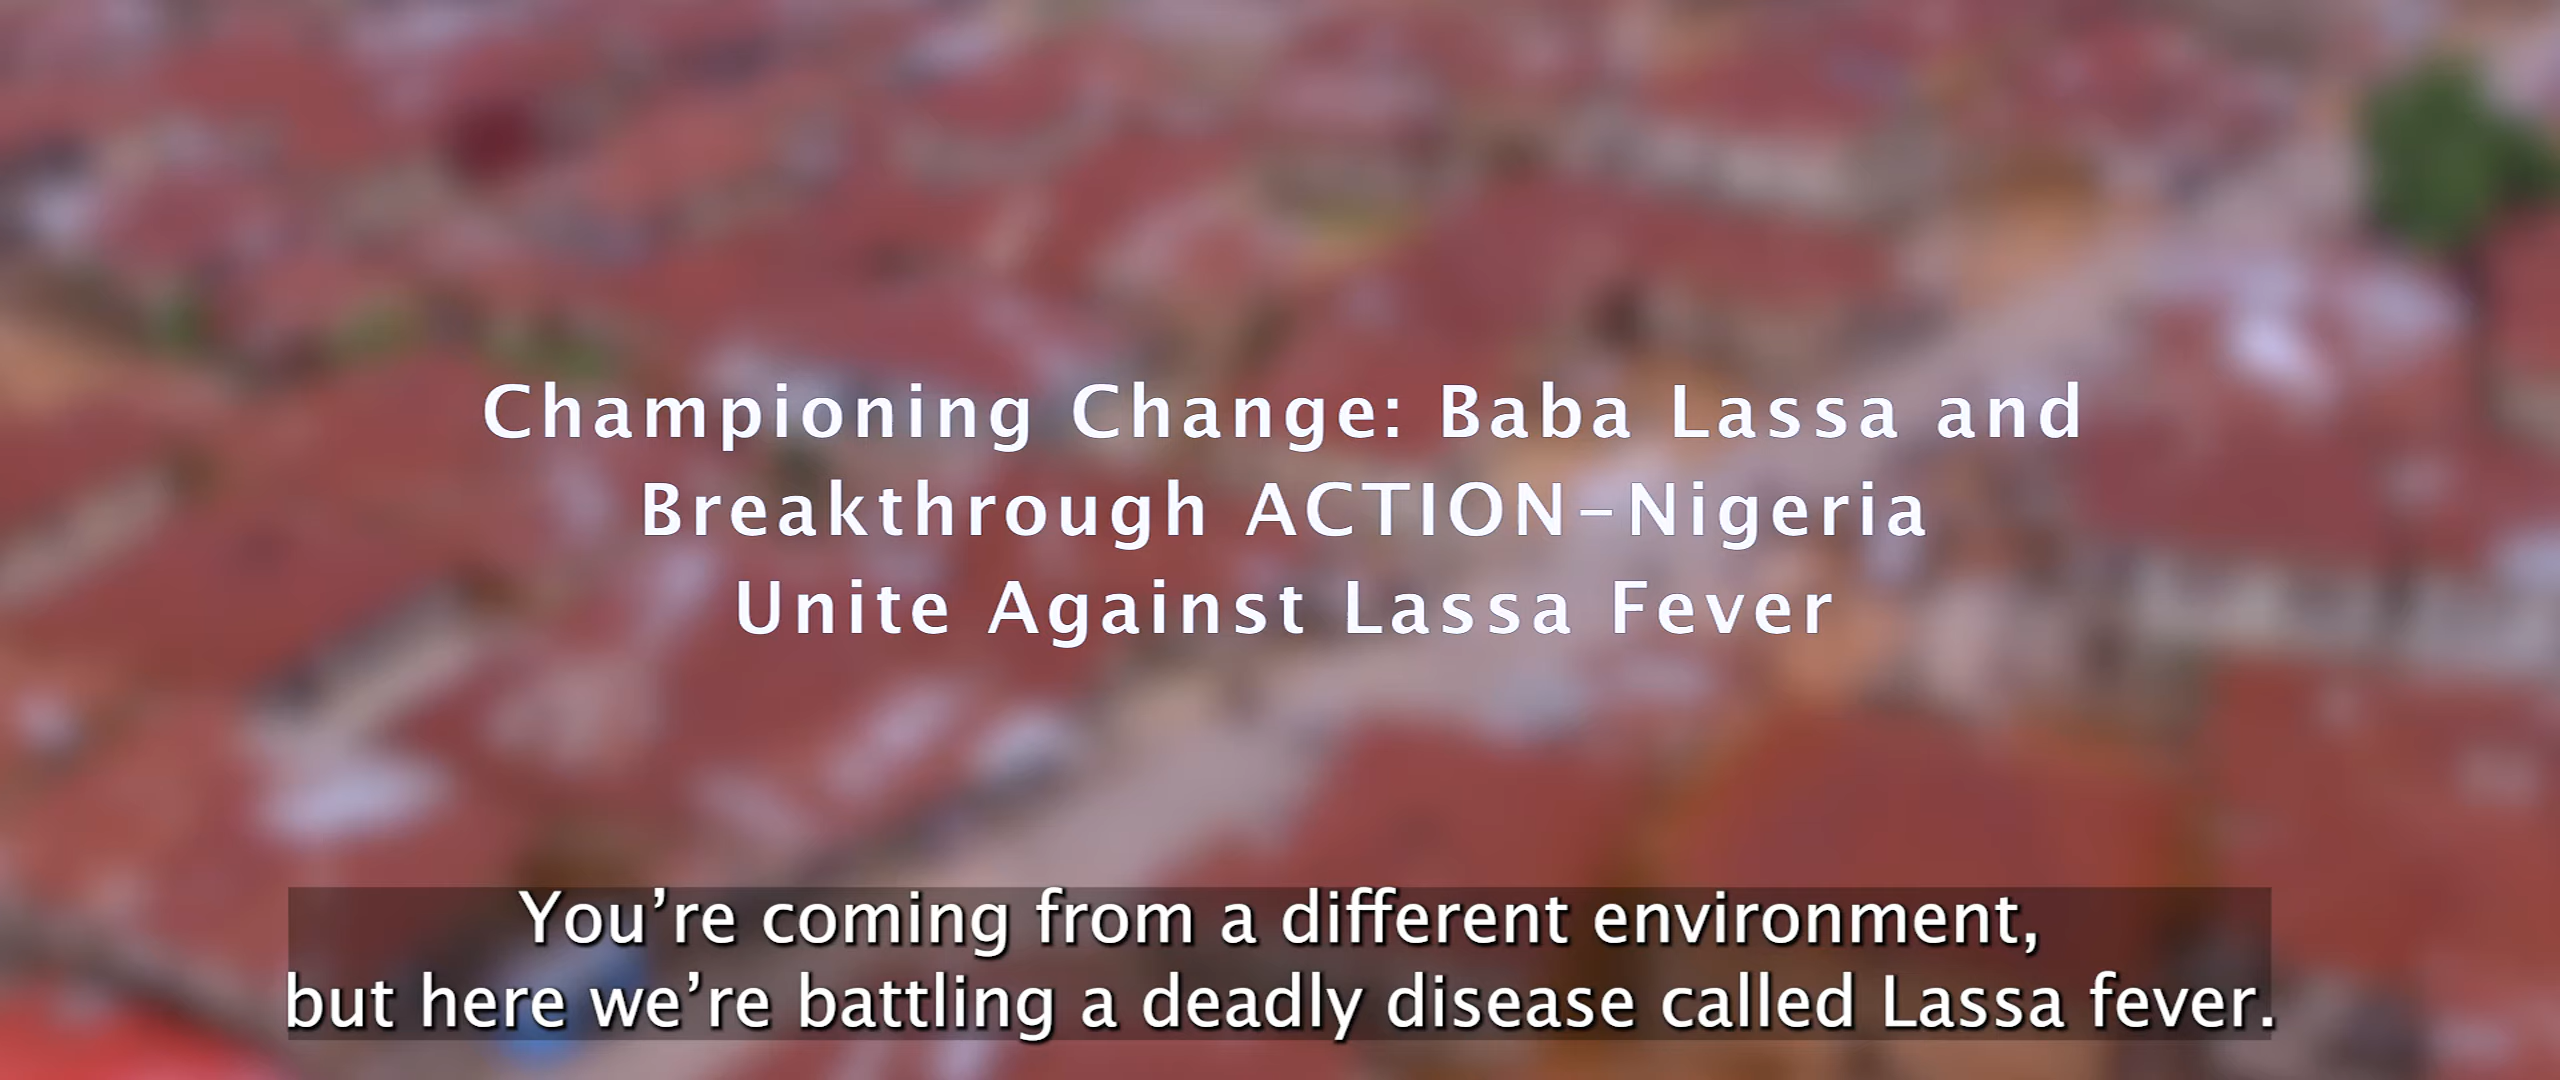 Championing Change: Baba Lassa and
Breakthrough ACTION-Nigeria
Unite Against Lassa Fever
You’re coming from a different environment,
but here we’re battling a deadly disease called Lassa fever.